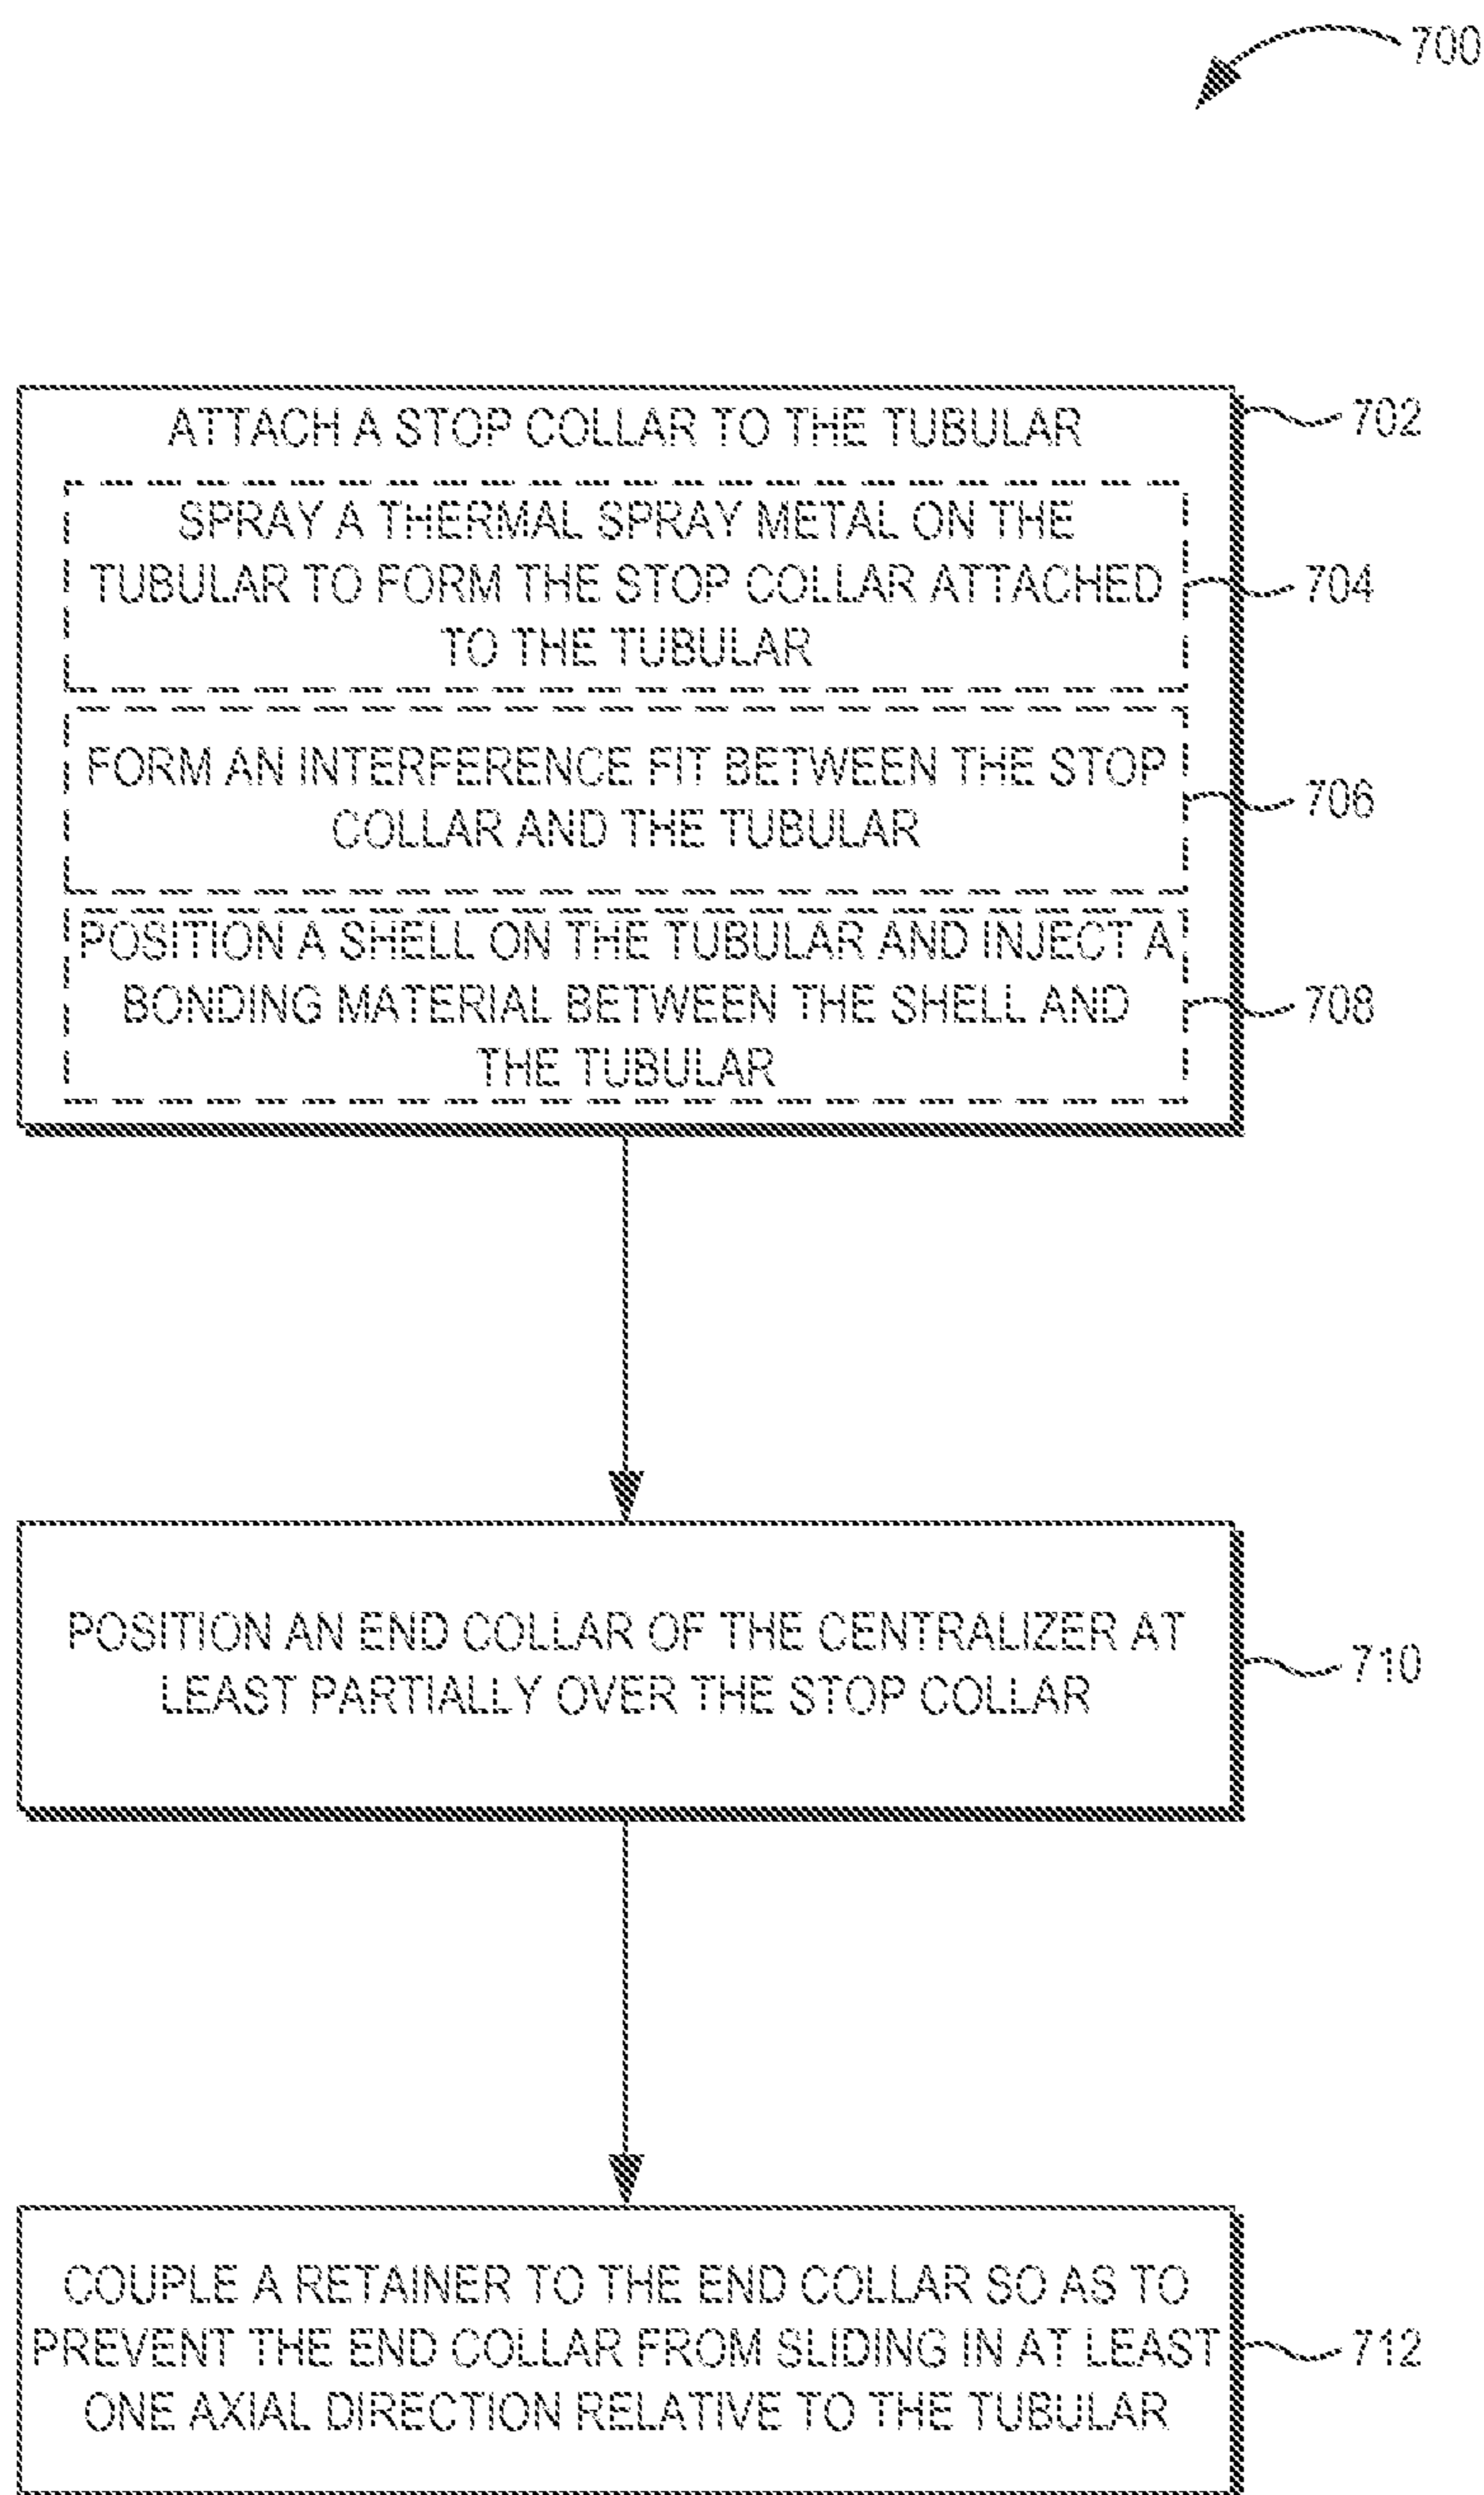 700
ATTACH A STOP COLLAR TO THE TUBULAR
702
SPRAY A THERMAL SPRAY METAL ON THE
TUBULAR TO FORM THE STOP COLLAR ATTACHED
TO THE TUBULAR
704
FORM AN INTERFERENCE FIT BETWEEN THE STOP
COLLAR AND THE TUBULAR
706
POSITION A SHELL ON THE TUBULAR AND INJECT A
BONDING MATERIAL BETWEEN THE SHELL AND
THE TUBULAR
708
POSITION AN END COLLAR OF THE CENTRALIZER AT
LEAST PARTIALLY OVER THE STOP COLLAR
710
COUPLE A RETAINER TO THE END COLLAR SO AS TO
PREVENT THE END COLLAR FROM SLIDING IN AT LEAST
ONE AXIAL DIRECTION RELATIVE TO THE TUBULAR
712